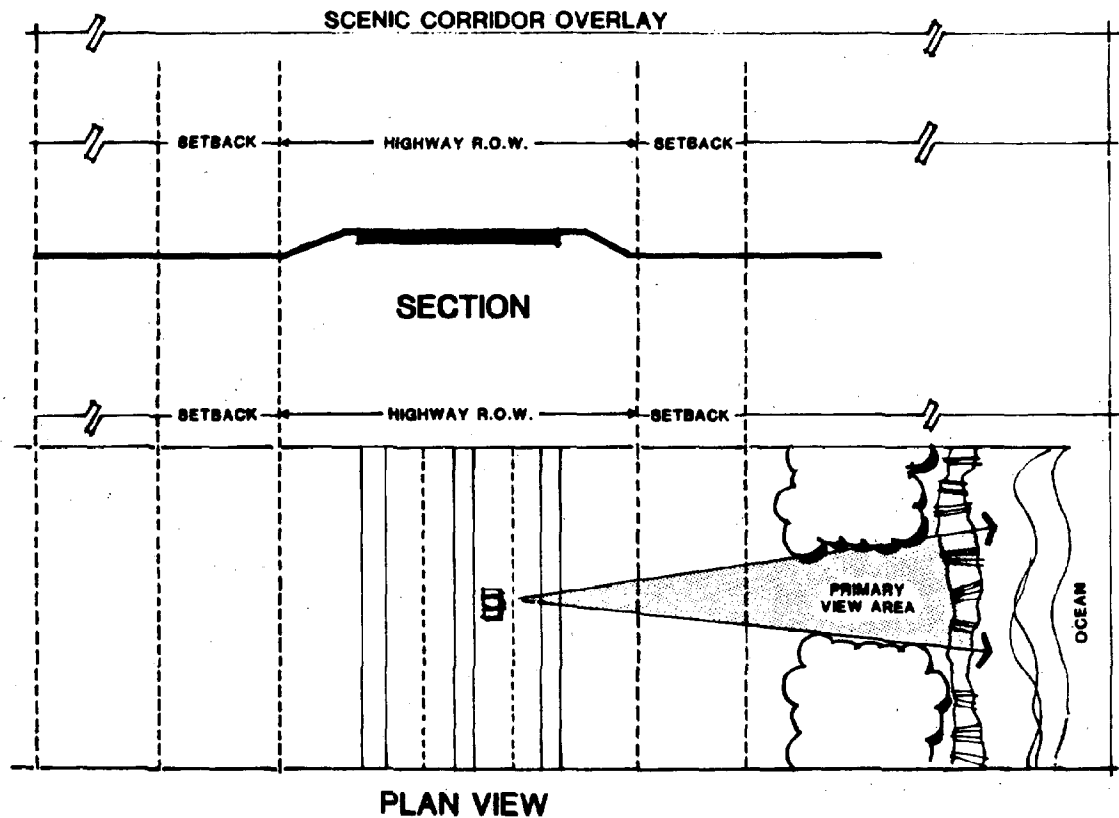 SCENIC CORRIDOR OVERLAY
SETBACK HIGHWAY R.O.W. SETBACK
SECTION
SETBACK HIGHWAY R.O.W. SETBACK
PRIMARY
VIEW AREA
OCEAN
PLAN VIEW